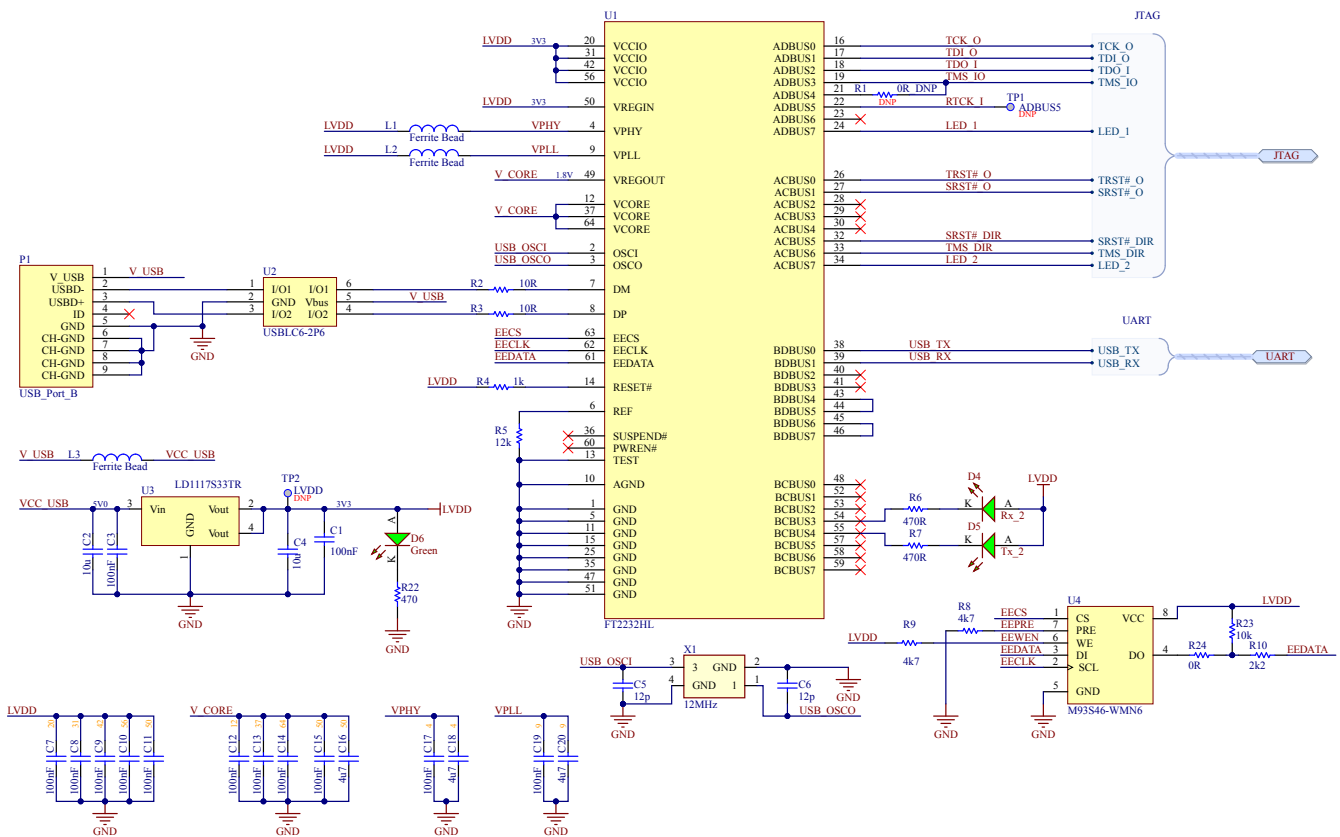 U1
JTAG
LVDD 3V3 20 VCCIO ADBUS0 16 TCK_O TCK_O
31 VCCIO ADBUS1 17 TDI_O TDI_O
42 VCCIO ADBUS2 18 TDO_I TDO_I
56 VCCIO ADBUS3 19 TMS_IO TMS_IO
ADBUS4 21 R1 0R_DNP
DNP
LVDD 3V3 50 VREGIN ADBUS5 22 RTCK_I TP1 ADBUS5
DNP
ADBUS6 23
LVDD L1 VPHY 4 VPHY ADBUS7 24 LED_1 LED_1
Ferrite Bead
LVDD L2 VPLL 9 VPLL JTAG
Ferrite Bead
V_CORE 1.8V 49 VREGOUT ACBUS0 26 TRST#_O TRST#_O
ACBUS1 27 SRST#_O SRST#_O
12 VCORE ACBUS2 28
V_CORE 37 VCORE ACBUS3 29
64 VCORE ACBUS4 30
ACBUS5 32 SRST#_DIR SRST#_DIR
USB_OSCI 2 OSCI ACBUS6 33 TMS_DIR TMS_DIR
USB_OSCO 3 OSCO ACBUS7 34 LED_2 LED_2
P1
V_USB 1 V_USB
U2
USBD- 2 1 I/O1 I/O1 6 R2 10R 7 DM
USBD+ 3 2 GND Vbus 5 V_USB
ID 4 3 I/O2 I/O2 4 R3 10R 8 DP
USBLC6-2P6
GND 5
CH-GND 6
CH-GND 7
CH-GND 8
CH-GND 9
USB_Port_B
GND
UART
EECS 63 EECS
EECLK 62 EECLK BDBUS0 38 USB_TX USB_TX
EEDATA 61 EEDATA BDBUS1 39 USB_RX USB_RX
UART
BDBUS2 40
LVDD R4 1k 14 RESET# BDBUS3 41
BDBUS4 43
6 REF BDBUS5 44
BDBUS6 45
R5 12k 36 SUSPEND# BDBUS7 46
60 PWREN#
13 TEST
V_USB L3 VCC_USB
Ferrite Bead
10 AGND BCBUS0 48
BCBUS1 52
1 GND BCBUS2 53
5 GND BCBUS3 54
11 GND BCBUS4 55
15 GND BCBUS5 57
25 GND BCBUS6 58
35 GND BCBUS7 59
47 GND
51 GND
GND
FT2232HL
D4 LVDD
R6 K A
470R Rx_2
D5
R7 K A
470R Tx_2
U3 LD1117S33TR TP2
LVDD
DNP
VCC_USB 5V0 3 Vin Vout 2 3V3 LVDD
Vout 4
GND
1
C2 10u
C3 100nF
C4 10u
C1
100nF
A
D6
Green
K
R22
470
GND
GND
X1
USB_OSCI 3 3 GND 2
4 GND 1 1
12MHz
C5
12p
C6
12p
USB_OSCO
GND
GND
U4
EECS 1 CS VCC 8 LVDD
R8 4k7 EEPRE 7 PRE
LVDD R9 4k7 EEWEN 6 WE
R23
10k
EEDATA 3 DI DO 4 R24 0R R10 2k2 EEDATA
EECLK 2 SCL
5 GND
M93S46-WMN6
GND
GND
LVDD
20 31 42 56 50
C7 100nF
C8 100nF
C9 100nF
C10 100nF
C11 100nF
GND
V_CORE
12 37 64 50 50
C12 100nF
C13 100nF
C14 100nF
C15 100nF
C16 4u7
GND
VPHY
4 4
C17 100nF
C18 4u7
GND
VPLL
9 9
C19 100nF
C20 4u7
GND